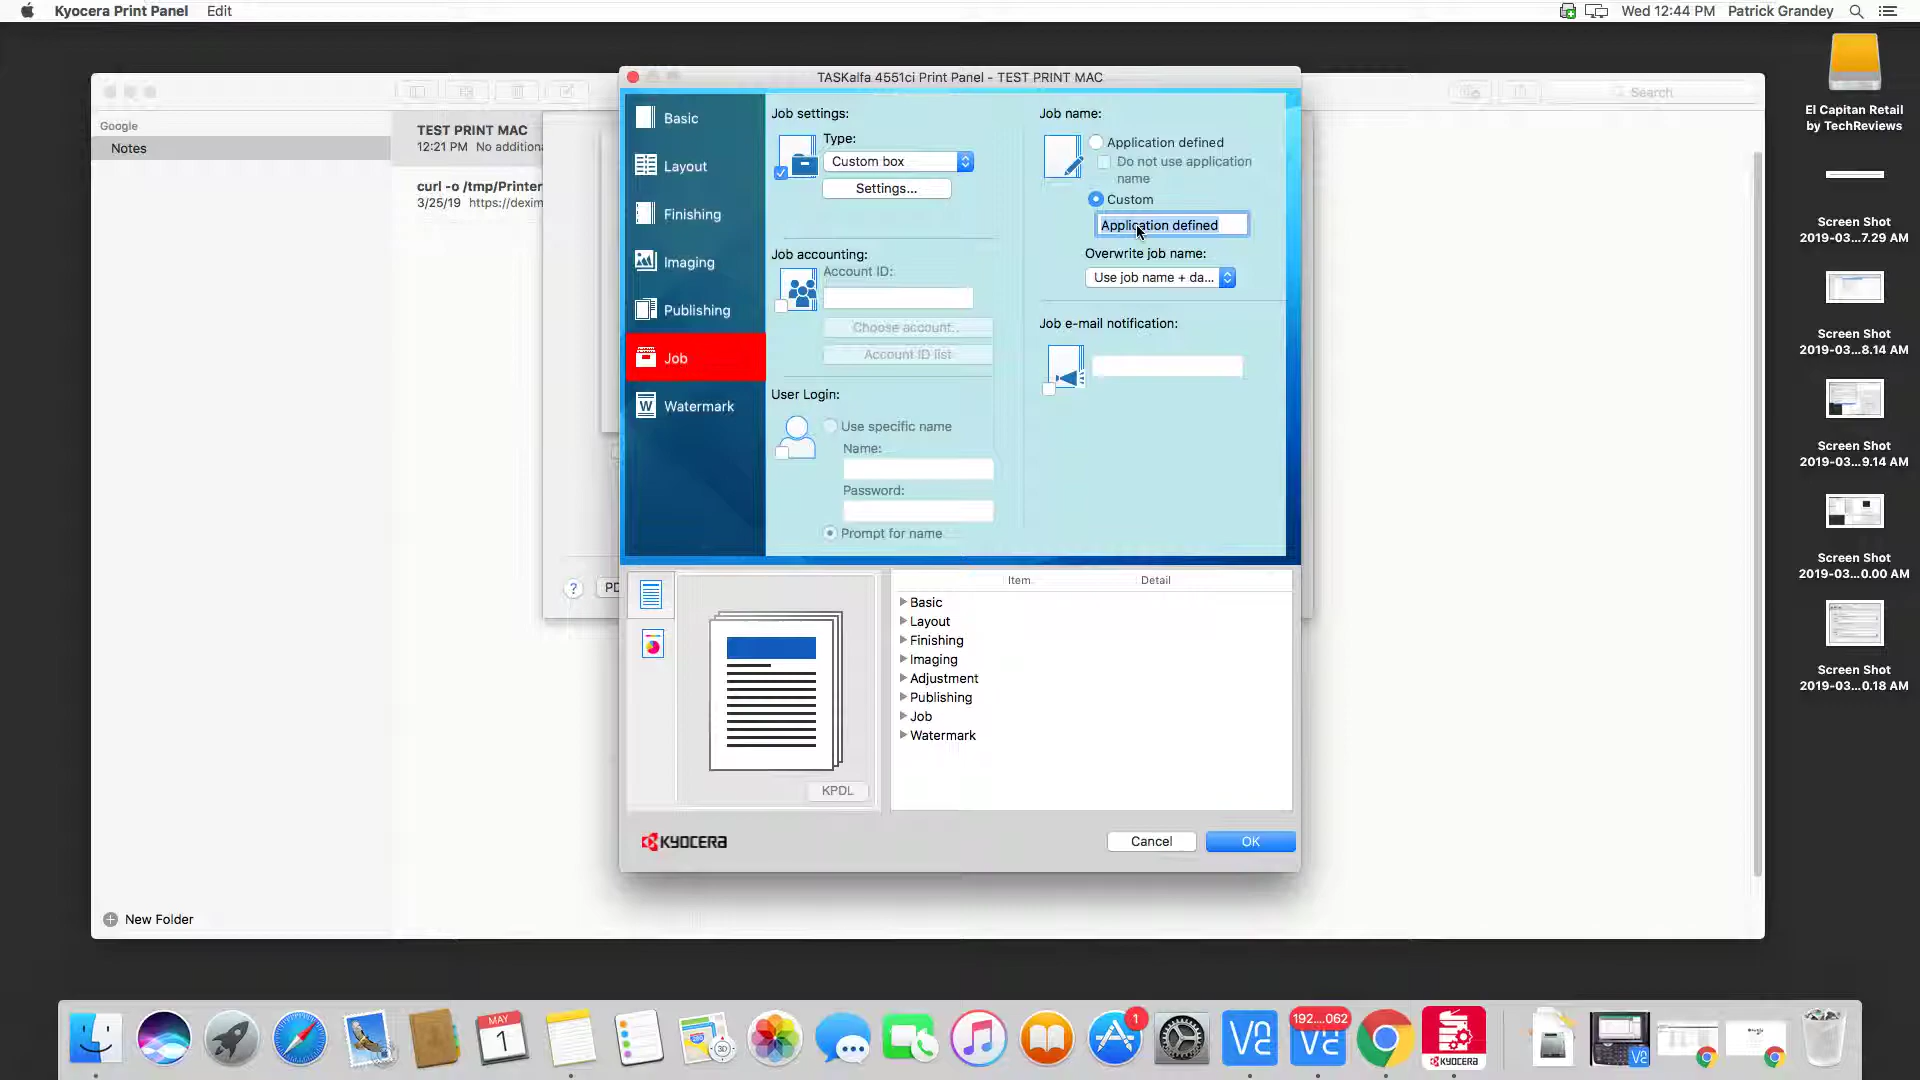 Kyocera Print Panel Edit
Wed 12:44 PM Patrick Grandey
TASKalfa 4551ci Print Panel - TEST PRINT MAC
Search
Google
Notes
TEST PRINT MAC
12:21 PM No additiona
curl -o /tmp/Printer
3/25/19 https://dexim
New Folder
?
Basic
Layout
Finishing
Imaging
Publishing
Job
W Watermark
Job settings:
Type:
Custom box
Settings...
Job accounting:
Account ID:
Choose account..
Account ID list
User Login:
Use specific name
Name:
Password:
Prompt for name
Job name:
Application defined
Do not use application
name
Custom
Application defined
Overwrite job name:
Use job name + da...
Job e-mail notification:
KPDL
Item Detail
Basic
Layout
Finishing
Imaging
Adjustment
Publishing
Job
Watermark
KYOCERA
Cancel OK
El Capitan Retail
by TechReviews
Screen Shot
2019-03...7.29 AM
Screen Shot
2019-03...8.14 AM
Screen Shot
2019-03...9.14 AM
Screen Shot
2019-03...0.00 AM
Screen Shot
2019-03...0.18 AM
MAY
1
3D
1
192....062
KYOCERA